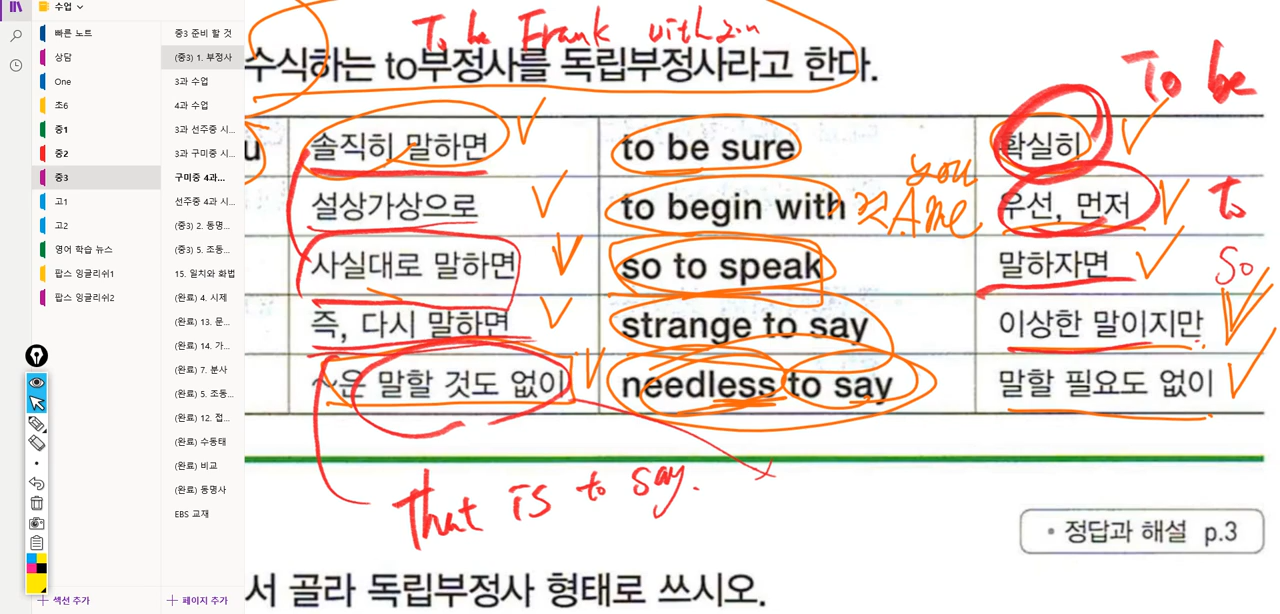 수업
빠른 노트
상담
One
초6
중1
중2
중3
고1
고2
영어 학습 뉴스
팝스 잉글리쉬1
팝스 잉글리쉬2
섹션 추가
중3 준비 할 것
(중3) 1. 부정사
3과 수업
4과 수업
3과 선주중 시...
3과 구미중 시...
구미중 4과...
선주중 4과 시...
(중3) 2. 동명...
(중3) 5. 조동...
15. 일치와 화법
(완료) 4. 시제
(완료) 13. 문...
(완료) 14. 가...
(완료) 7. 분사
(완료) 5. 조동...
(완료) 12. 접...
(완료) 수동태
(완료) 비교
(완료) 동명사
EBS 교재
페이지 추가
To be Frank with
수식하는 to부정사를 독립부정사라고 한다.
To be
u 솔직히 말하면 to be sure 확실히
you
설상가상으로 to begin with Are 우선, 먼저 to
사실대로 말하면 so to speak 말하자면 So
즉, 다시 말하면 strange to say 이상한 말이지만
~은 말할 것도 없이 needless to say 말할 필요도 없이
That is to say.
• 정답과 해설 p.3
서 골라 독립부정사 형태로 쓰시오.